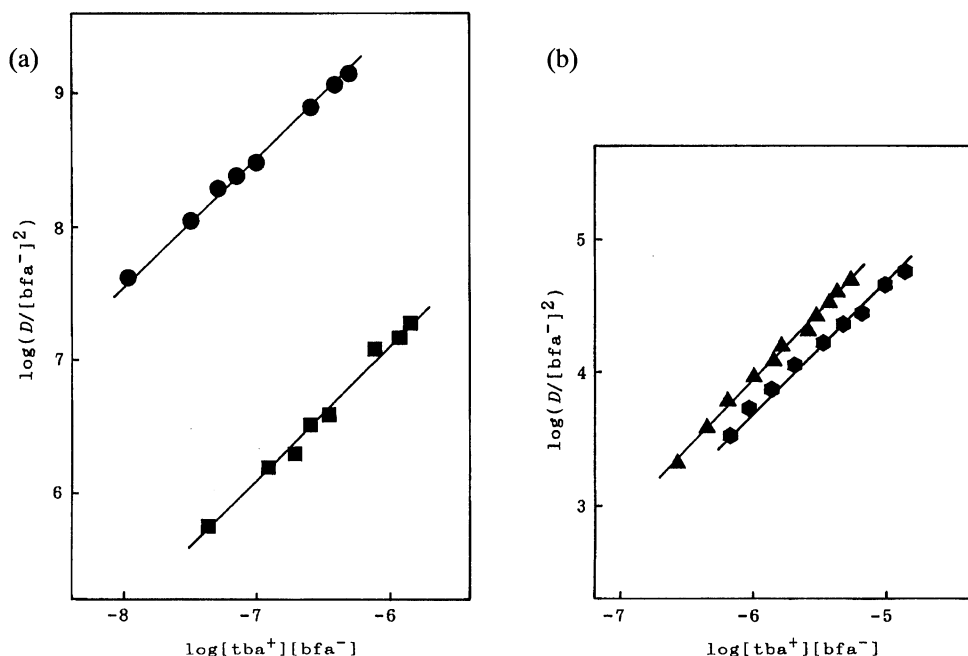 (a)
9
8
7
6
log(D/[bfa⁻]²)
-8 -7 -6
log[tba⁺][bfa⁻]
(b)
5
4
3
log(D/[bfa⁻]²)
-7 -6 -5
log[tba⁺][bfa⁻]